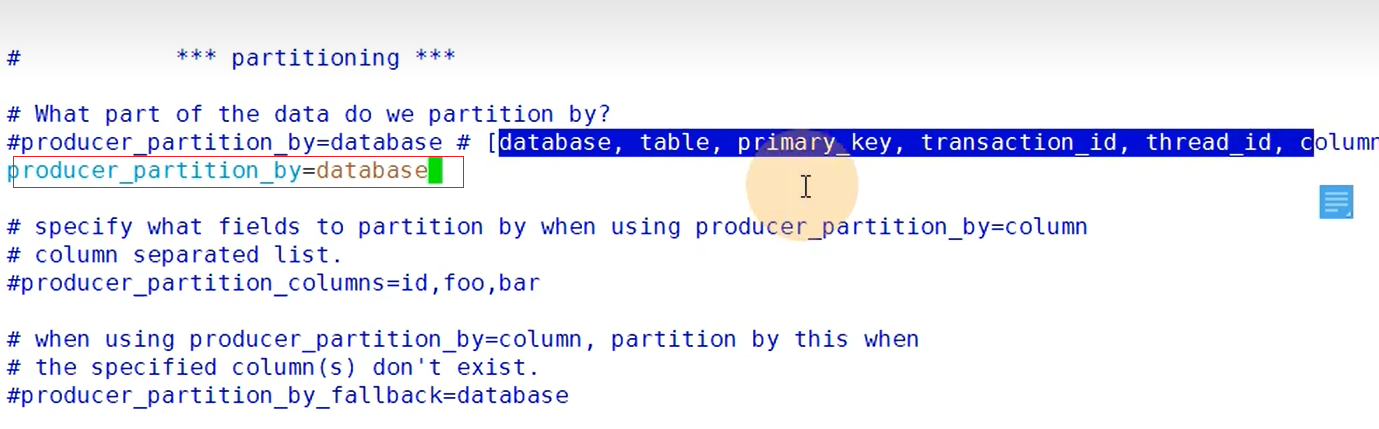 #           *** partitioning ***
# What part of the data do we partition by?
#producer_partition_by=database # [database, table, primary_key, transaction_id, thread_id, column
producer_partition_by=database
# specify what fields to partition by when using producer_partition_by=column
# column separated list.
#producer_partition_columns=id,foo,bar
# when using producer_partition_by=column, partition by this when
# the specified column(s) don't exist.
#producer_partition_by_fallback=database